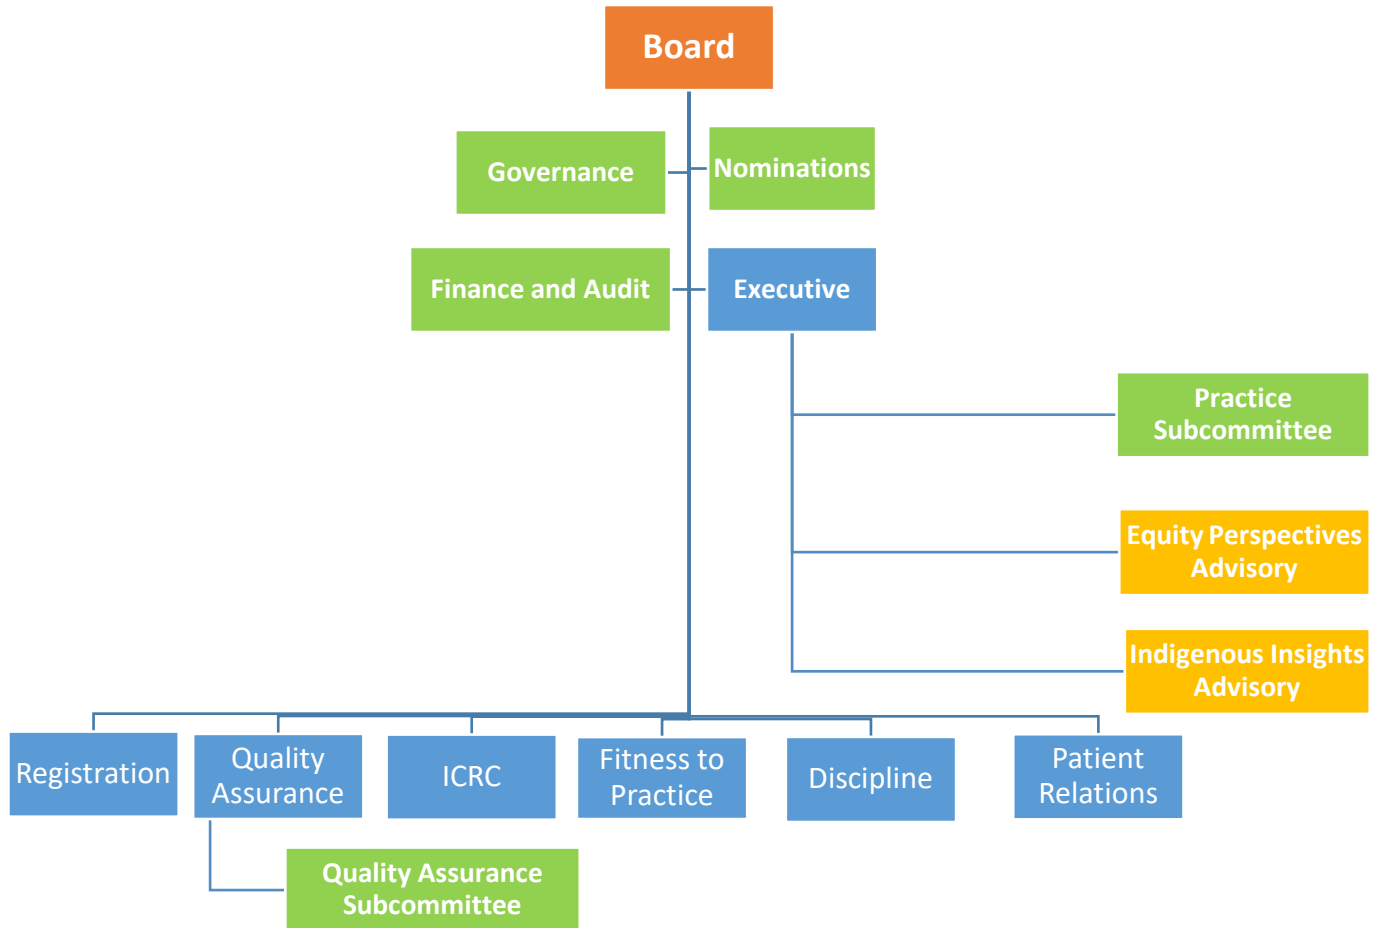 Board
Governance
Nominations
Finance and Audit
Executive
Practice
Subcommittee
Equity Perspectives
Advisory
Indigenous Insights
Advisory
Registration
Quality
Assurance
ICRC
Fitness to
Practice
Discipline
Patient
Relations
Quality Assurance
Subcommittee